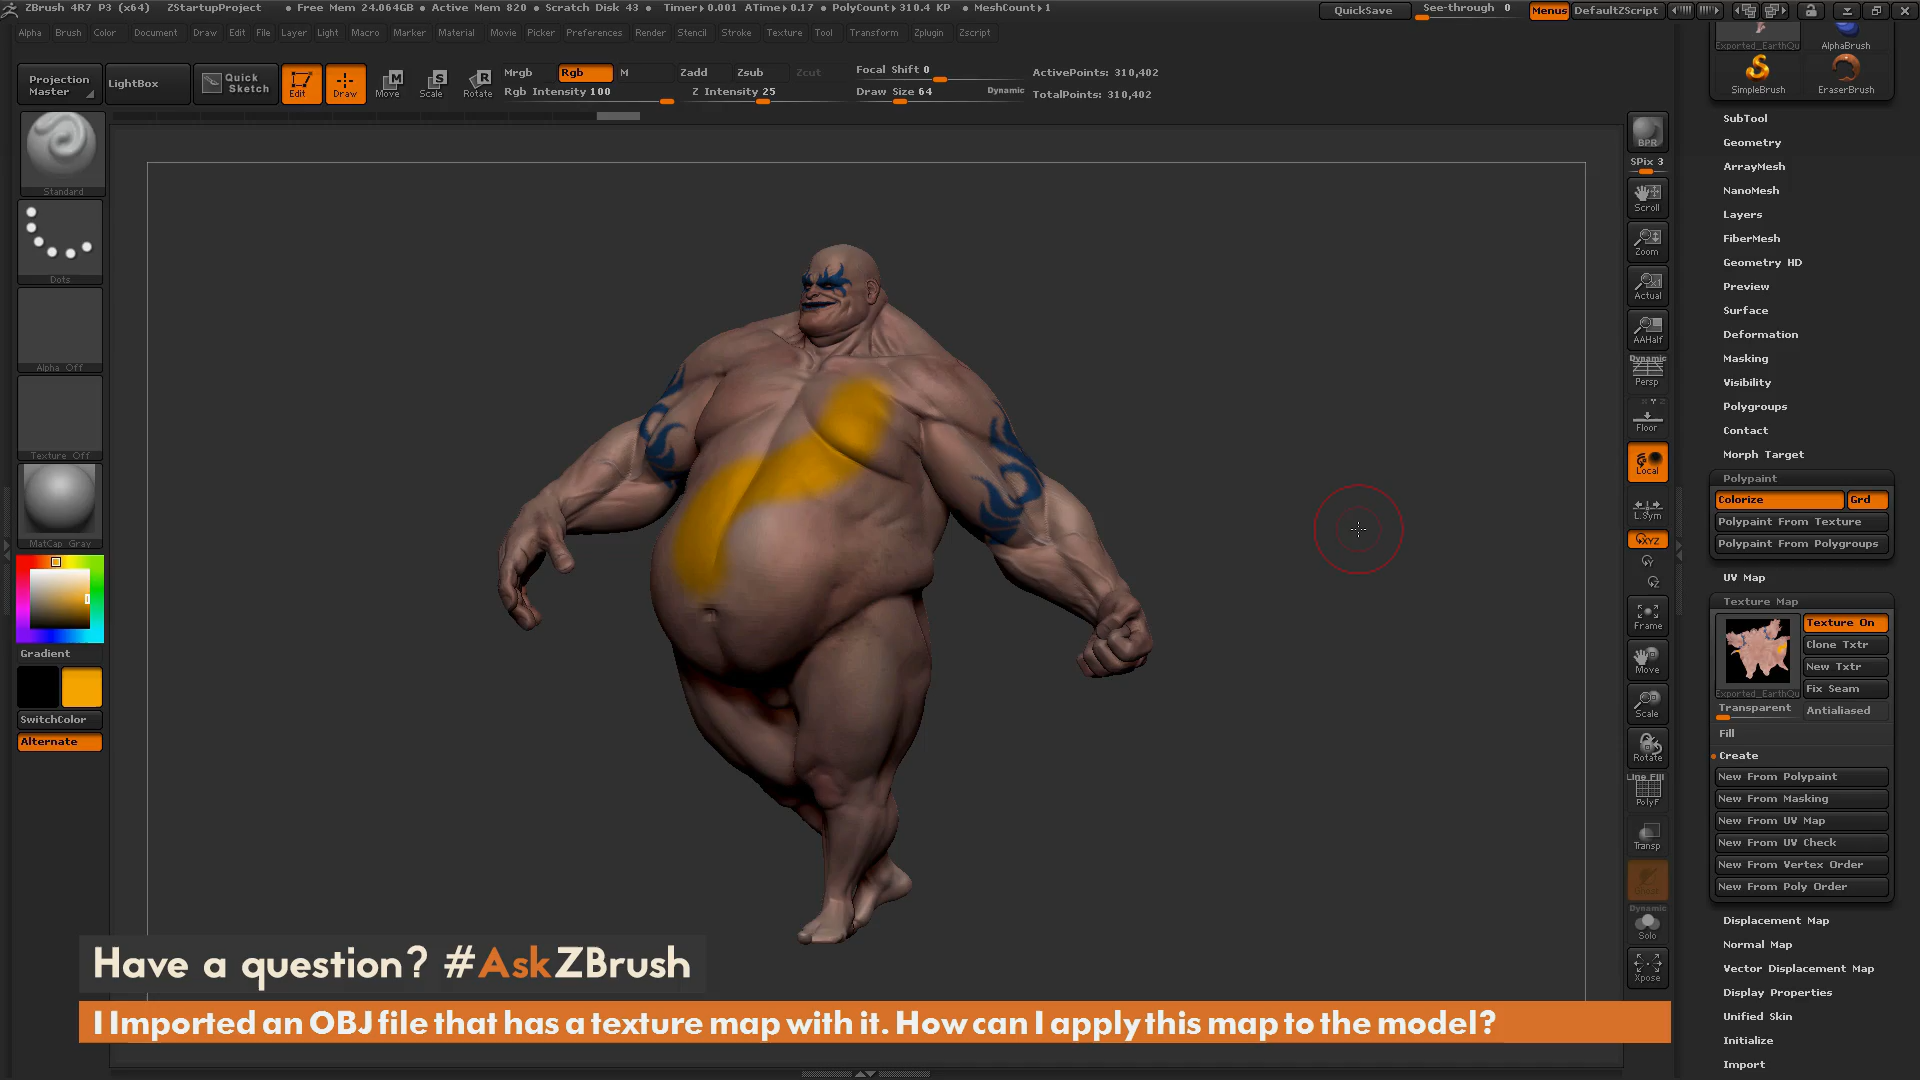 ZBrush 4R7 P3 (x64) ZStartupProject • Free Mem 24.064GB • Active Mem 820 • Scratch Disk 43 • Timer▸0.001 ATime▸0.17 • PolyCount▸310.4 KP • MeshCount▸1
QuickSave See-through 0 Menus DefaultZScript
Alpha Brush Color Document Draw Edit File Layer Light Macro Marker Material Movie Picker Preferences Render Stencil Stroke Texture Tool Transform Zplugin Zscript
Projection Master
LightBox
Quick Sketch
Edit
Draw
Move
Scale
Rotate
Mrgb Rgb M
Rgb Intensity 100
Zadd Zsub Zcut
Z Intensity 25
Focal Shift 0
Draw Size 64 Dynamic
ActivePoints: 310,402
TotalPoints: 310,402
Standard
Dots
Alpha Off
Texture Off
MatCap Gray
Gradient
SwitchColor
Alternate
BPR
SPix 3
Scroll
Zoom
Actual
AAHalf
Dynamic
Persp
Floor
Local
L.Sym
XYZ
Frame
Move
Scale
Rotate
Line Fill
PolyF
Transp
Ghost
Dynamic
Solo
Xpose
Exported_EarthQu AlphaBrush
SimpleBrush EraserBrush
SubTool
Geometry
ArrayMesh
NanoMesh
Layers
FiberMesh
Geometry HD
Preview
Surface
Deformation
Masking
Visibility
Polygroups
Contact
Morph Target
Polypaint
Colorize Grd
Polypaint From Texture
Polypaint From Polygroups
UV Map
Texture Map
Texture On
Clone Txtr
New Txtr
Fix Seam
Exported_EarthQu
Transparent Antialiased
Fill
Create
New From Polypaint
New From Masking
New From UV Map
New From UV Check
New From Vertex Order
New From Poly Order
Displacement Map
Normal Map
Vector Displacement Map
Display Properties
Unified Skin
Initialize
Import
Have a question? #AskZBrush
I Imported an OBJ file that has a texture map with it. How can I apply this map to the model?